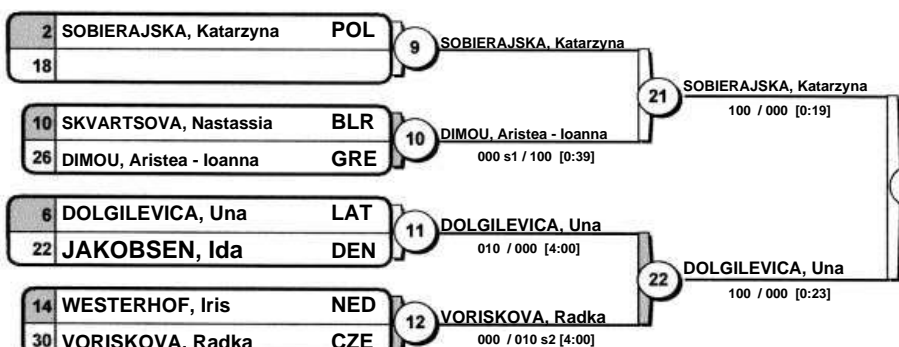 2 SOBIERAJSKA, Katarzyna POL
18
9
SOBIERAJSKA, Katarzyna
10 SKVARTSOVA, Nastassia BLR
26 DIMOU, Aristea - Ioanna GRE
10
DIMOU, Aristea - Ioanna
000 s1 / 100 [0:39]
21
SOBIERAJSKA, Katarzyna
100 / 000 [0:19]
6 DOLGILEVICA, Una LAT
22 JAKOBSEN, Ida DEN
11
DOLGILEVICA, Una
010 / 000 [4:00]
14 WESTERHOF, Iris NED
30 VORISKOVA, Radka CZE
12
VORISKOVA, Radka
000 / 010 s2 [4:00]
22
DOLGILEVICA, Una
100 / 000 [0:23]